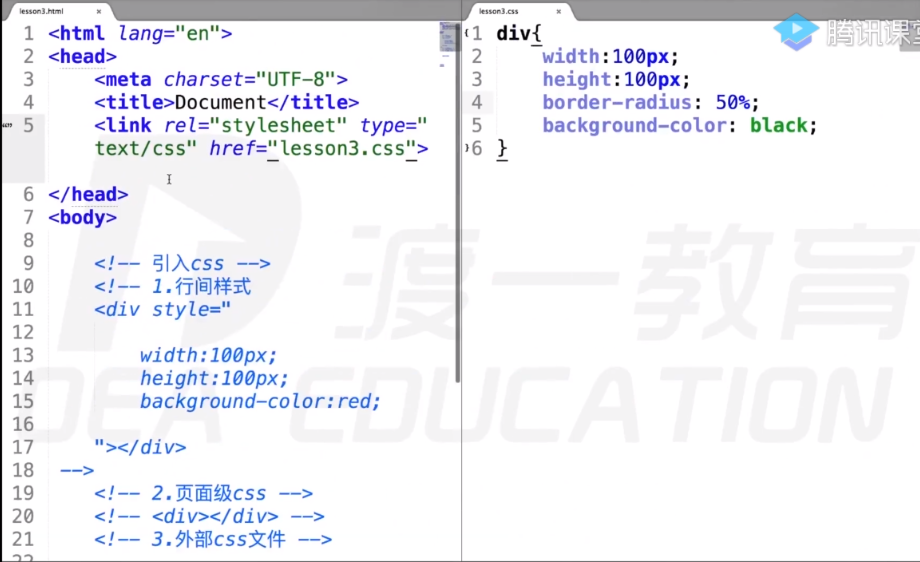 lesson3.html
lesson3.css
腾讯课堂
1 <html lang="en">
2 <head>
3 <meta charset="UTF-8">
4 <title>Document</title>
5 <link rel="stylesheet" type="
text/css" href="lesson3.css">
6 </head>
7 <body>
8
9 <!-- 引入css -->
10 <!-- 1.行间样式
11 <div style="
12
13 width:100px;
14 height:100px;
15 background-color:red;
16
17 "></div>
18 -->
19 <!-- 2.页面级css -->
20 <!-- <div></div> -->
21 <!-- 3.外部css文件 -->
1 div{
2 width:100px;
3 height:100px;
4 border-radius: 50%;
5 background-color: black;
6 }
渡一教育
EDUCATION